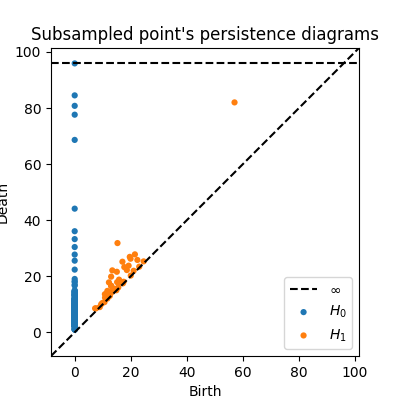 Subsampled point's persistence diagrams
100
80
60
40
20
0
Death
0 20 40 60 80 100
Birth
∞
H₀
H₁